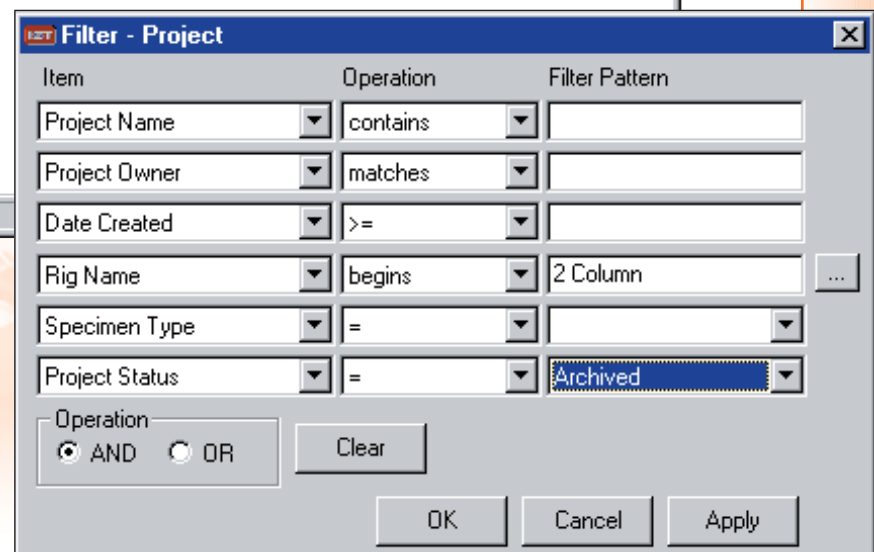 EZT Filter - Project
Item Operation Filter Pattern
Project Name contains
Project Owner matches
Date Created >=
Rig Name begins 2 Column ...
Specimen Type =
Project Status = Archived
Operation
AND OR Clear
OK Cancel Apply